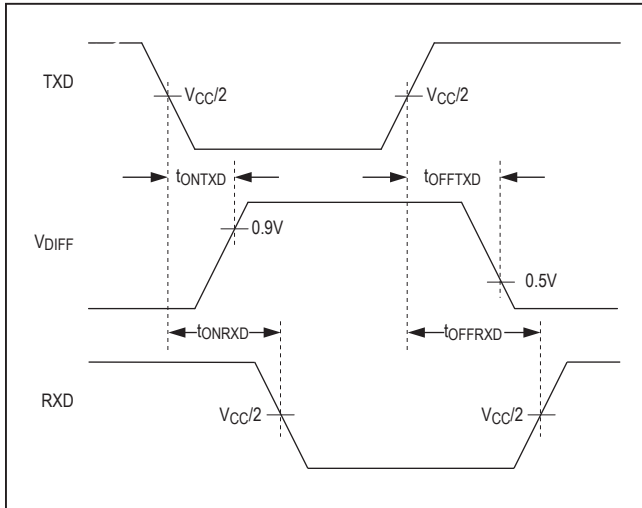 TXD
VCC/2
VCC/2
tONTXD
tOFFTXD
VDIFF
0.9V
0.5V
tONRXD
tOFFRXD
RXD
VCC/2
VCC/2